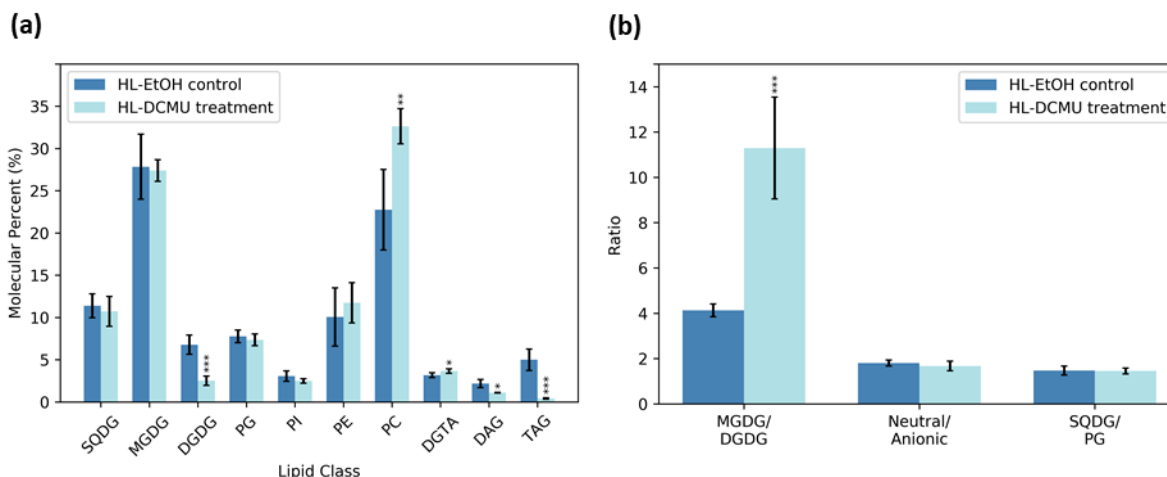 (a)
HL-EtOH control
HL-DCMU treatment
Molecular Percent (%)
35
30
25
20
15
10
5
0
***
**
*
*
***
SQDG
MGDG
DGDG
PG
PI
PE
PC
DGTA
DAG
TAG
Lipid Class
(b)
HL-EtOH control
HL-DCMU treatment
Ratio
14
12
10
8
6
4
2
0
***
MGDG/
DGDG
Neutral/
Anionic
SQDG/
PG